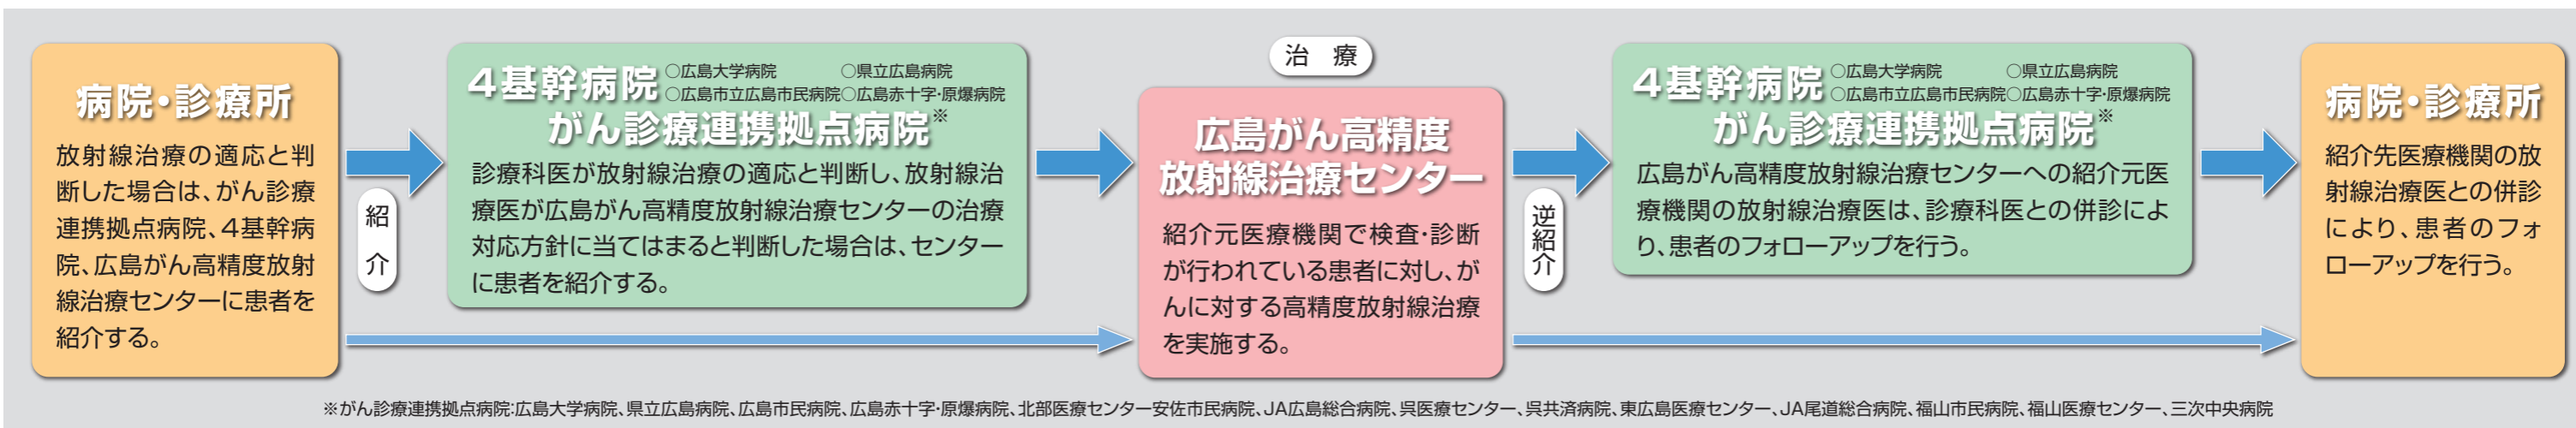 病院・診療所
放射線治療の適応と判
断した場合は、がん診療
連携拠点病院、4基幹病
院、広島がん高精度放射
線治療センターに患者を
紹介する。
紹介
4基幹病院
○広島大学病院 ○県立広島病院
○広島市立広島市民病院○広島赤十字・原爆病院
がん診療連携拠点病院※
診療科医が放射線治療の適応と判断し、放射線治
療医が広島がん高精度放射線治療センターの治療
対応方針に当てはまると判断した場合は、センター
に患者を紹介する。
治 療
広島がん高精度
放射線治療センター
紹介元医療機関で検査・診断
が行われている患者に対し、が
んに対する高精度放射線治療
を実施する。
逆紹介
4基幹病院
○広島大学病院 ○県立広島病院
○広島市立広島市民病院○広島赤十字・原爆病院
がん診療連携拠点病院※
広島がん高精度放射線治療センターへの紹介元医
療機関の放射線治療医は、診療科医との併診によ
り、患者のフォローアップを行う。
病院・診療所
紹介先医療機関の放
射線治療医との併診
により、患者のフォ
ローアップを行う。
※がん診療連携拠点病院:広島大学病院、県立広島病院、広島市民病院、広島赤十字・原爆病院、北部医療センター安佐市民病院、JA広島総合病院、呉医療センター、呉共済病院、東広島医療センター、JA尾道総合病院、福山市民病院、福山医療センター、三次中央病院